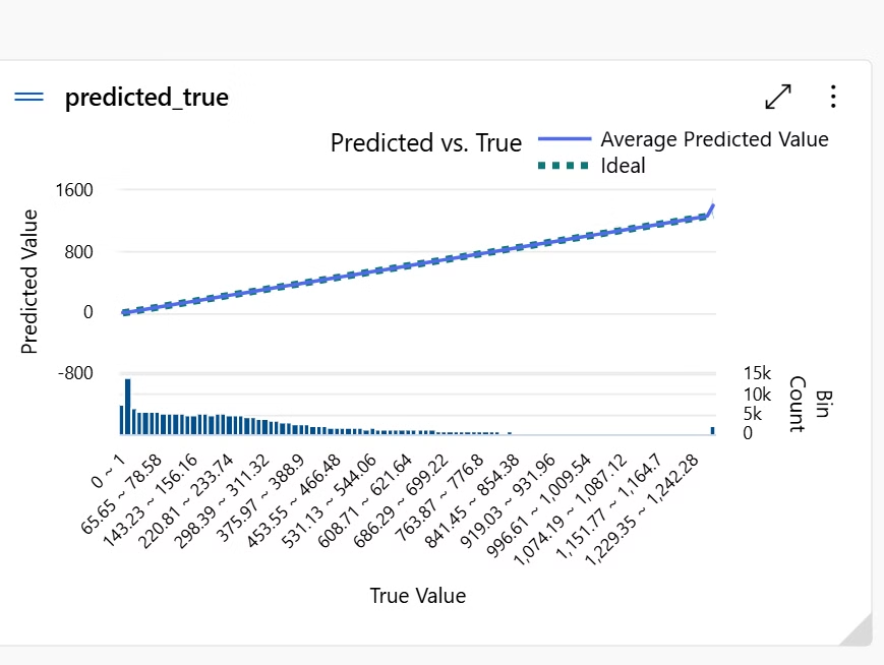 predicted_true
Predicted vs. True
Average Predicted Value
Ideal
Predicted Value
1600
800
0
-800
15k
10k
5k
0
Bin
Count
0 ~ 1
65.65 ~ 78.58
143.23 ~ 156.16
220.81 ~ 233.74
298.39 ~ 311.32
375.97 ~ 388.9
453.55 ~ 466.48
531.13 ~ 544.06
608.71 ~ 621.64
686.29 ~ 699.22
763.87 ~ 776.8
841.45 ~ 854.38
919.03 ~ 931.96
996.61 ~ 1,009.54
1,074.19 ~ 1,087.12
1,151.77 ~ 1,164.7
1,229.35 ~ 1,242.28
True Value